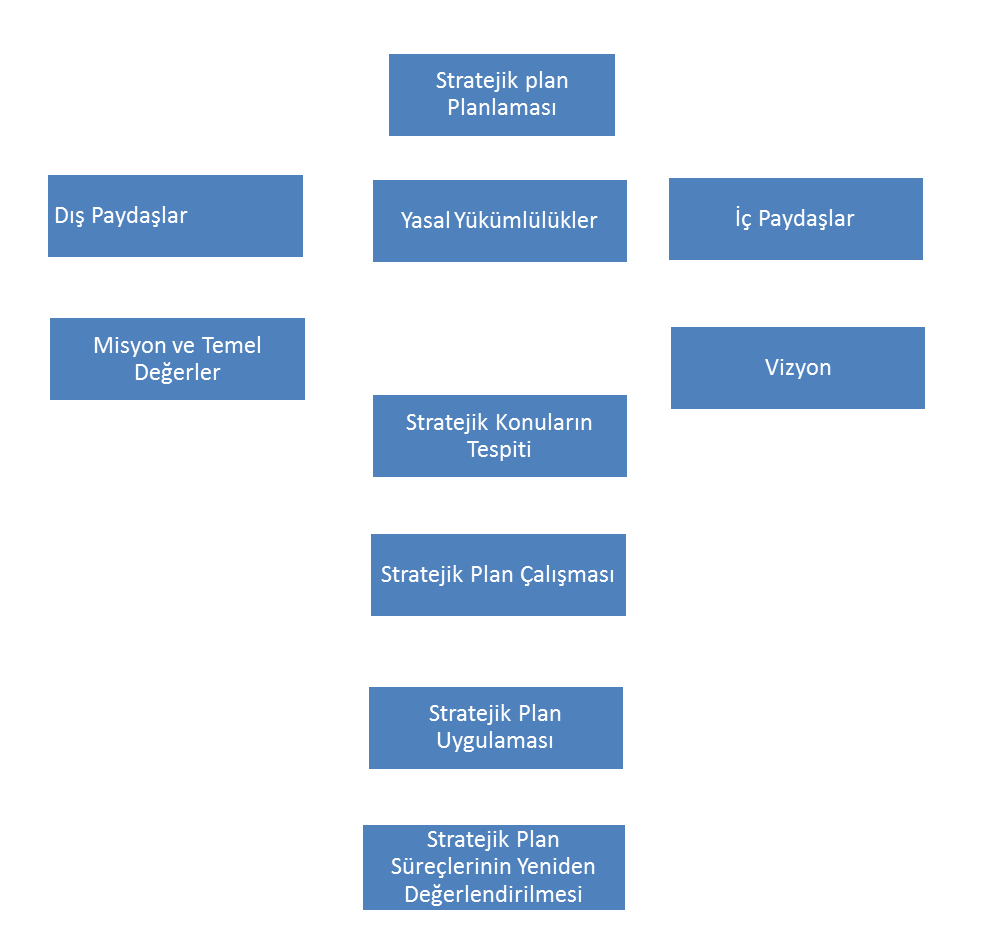 Stratejik plan
Planlaması
Dış Paydaşlar
Yasal Yükümlülükler
İç Paydaşlar
Misyon ve Temel
Değerler
Vizyon
Stratejik Konuların
Tespiti
Stratejik Plan Çalışması
Stratejik Plan
Uygulaması
Stratejik Plan
Süreçlerinin Yeniden
Değerlendirilmesi